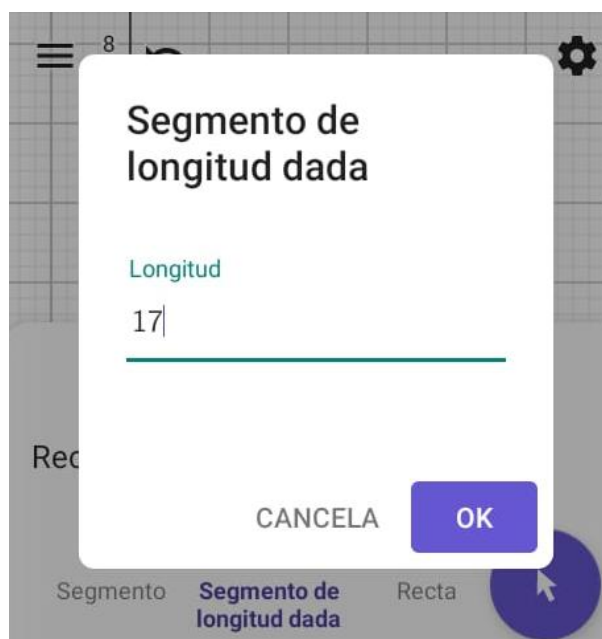 8
Segmento de
longitud dada
Longitud
17
Rec
CANCELA
OK
Segmento
Segmento de
longitud dada
Recta